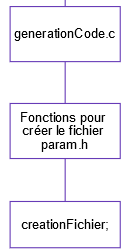 generationCode.c
Fonctions pour
créer le fichier
param.h
creationFichier;